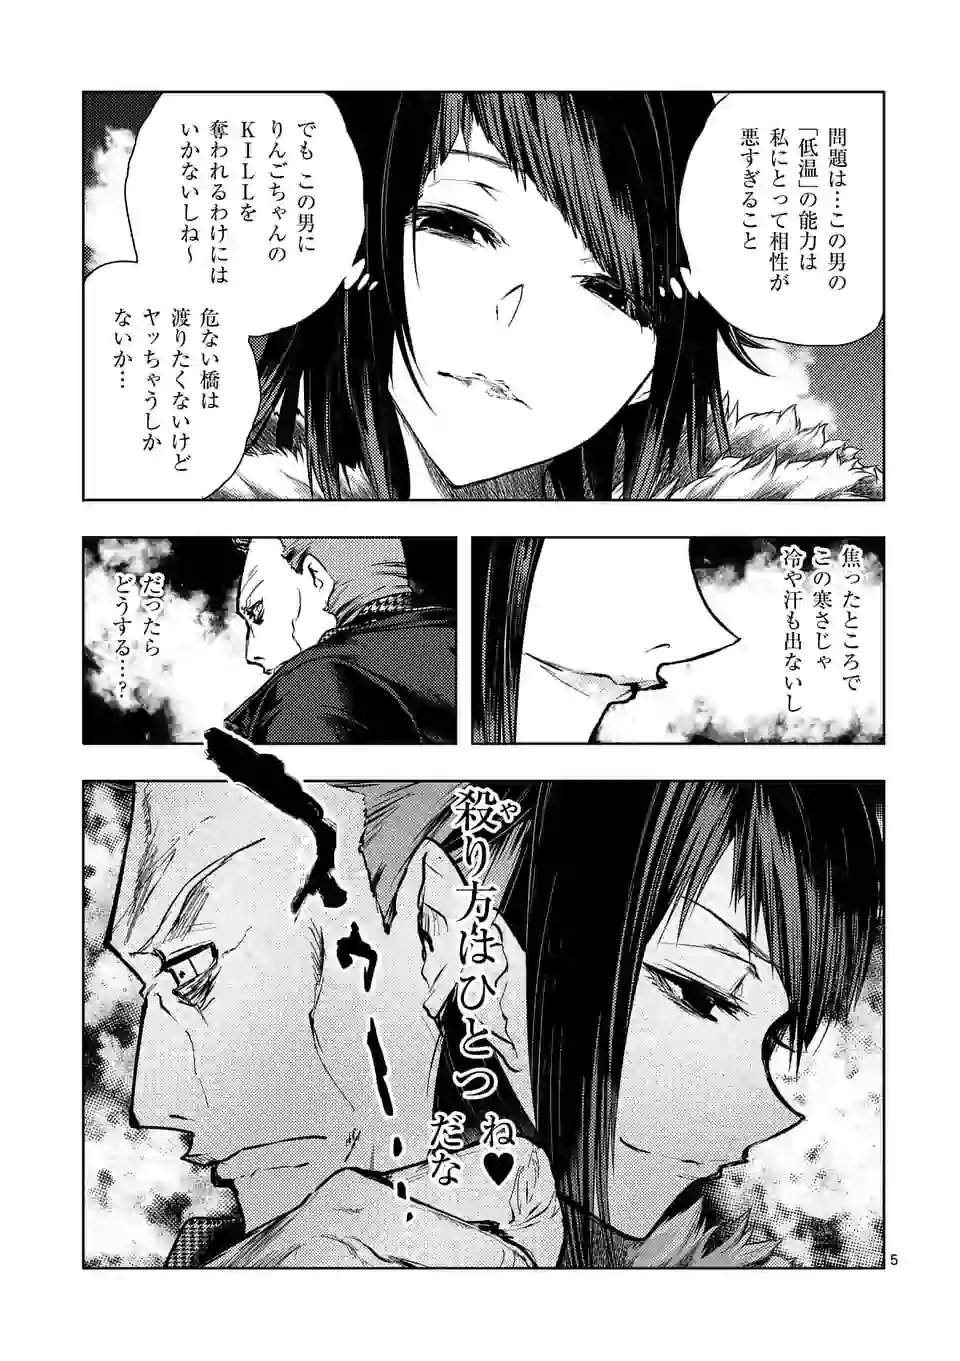 問題は…この男の
「低温」の能力は
私にとって相性が
悪すぎること
でも この男に
りんごちゃんの
KILLを
奪われるわけには
いかないしね～
危ない橋は
渡りたくないけど
ヤッちゃうしか
ないか…
焦ったところで
この寒さじゃ
冷や汗も出ないし
だったら
どうする…?
殺り方はひとつ
や
ね♥
だな
5